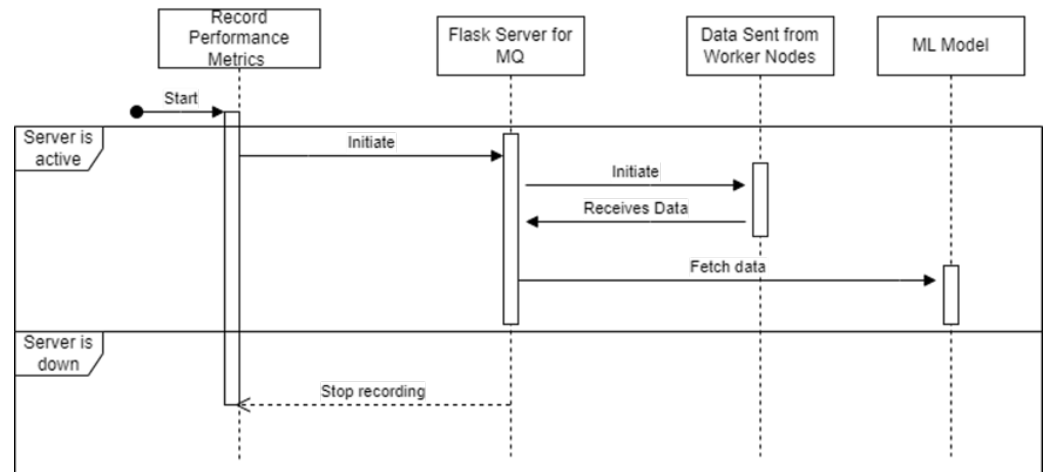 Record
Performance
Metrics
Flask Server for
MQ
Data Sent from
Worker Nodes
ML Model
Start
Server is
active
Initiate
Initiate
Receives Data
Fetch data
Server is
down
Stop recording